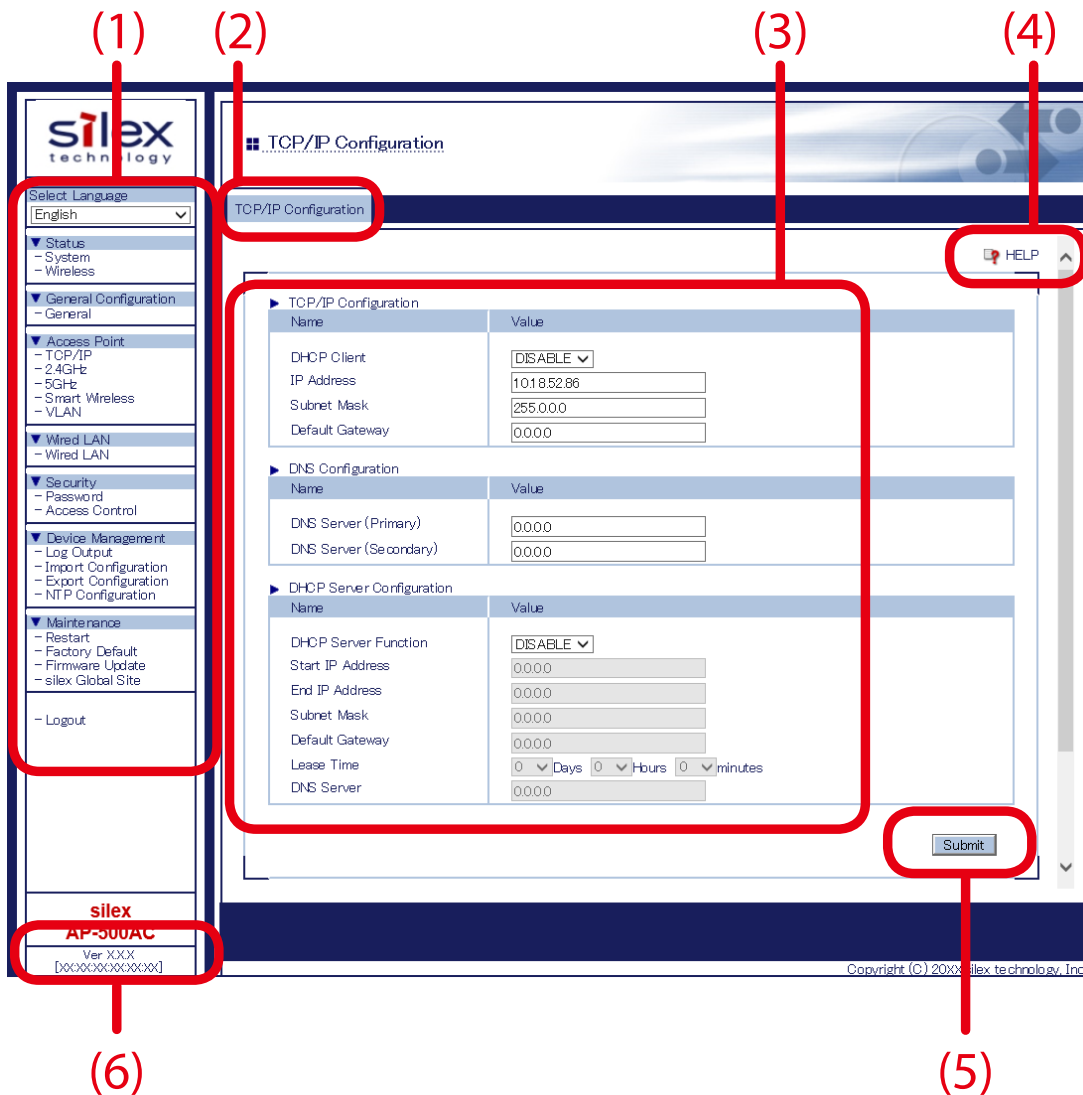 (1)
(2)
(3)
(4)
silex
technology
TCP/IP Configuration
Select Language
English
TCP/IP Configuration
HELP
▼ Status
- System
- Wireless
▼ General Configuration
- General
▼ Access Point
- TCP/IP
- 2.4GHz
- 5GHz
- Smart Wireless
- VLAN
▼ Wired LAN
- Wired LAN
▼ Security
- Password
- Access Control
▼ Device Management
- Log Output
- Import Configuration
- Export Configuration
- NTP Configuration
▼ Maintenance
- Restart
- Factory Default
- Firmware Update
- silex Global Site
- Logout
silex
AP-500AC
Ver X.X.X
[XX:XX:XX:XX:XX:XX]
► TCP/IP Configuration
Name Value
DHCP Client DISABLE
IP Address 10.18.52.86
Subnet Mask 255.0.0.0
Default Gateway 0.0.0.0
► DNS Configuration
Name Value
DNS Server (Primary) 0.0.0.0
DNS Server (Secondary) 0.0.0.0
► DHCP Server Configuration
Name Value
DHCP Server Function DISABLE
Start IP Address 0.0.0.0
End IP Address 0.0.0.0
Subnet Mask 0.0.0.0
Default Gateway 0.0.0.0
Lease Time 0 Days 0 Hours 0 minutes
DNS Server 0.0.0.0
Submit
Copyright (C) 20XX silex technology, Inc
(6)
(5)